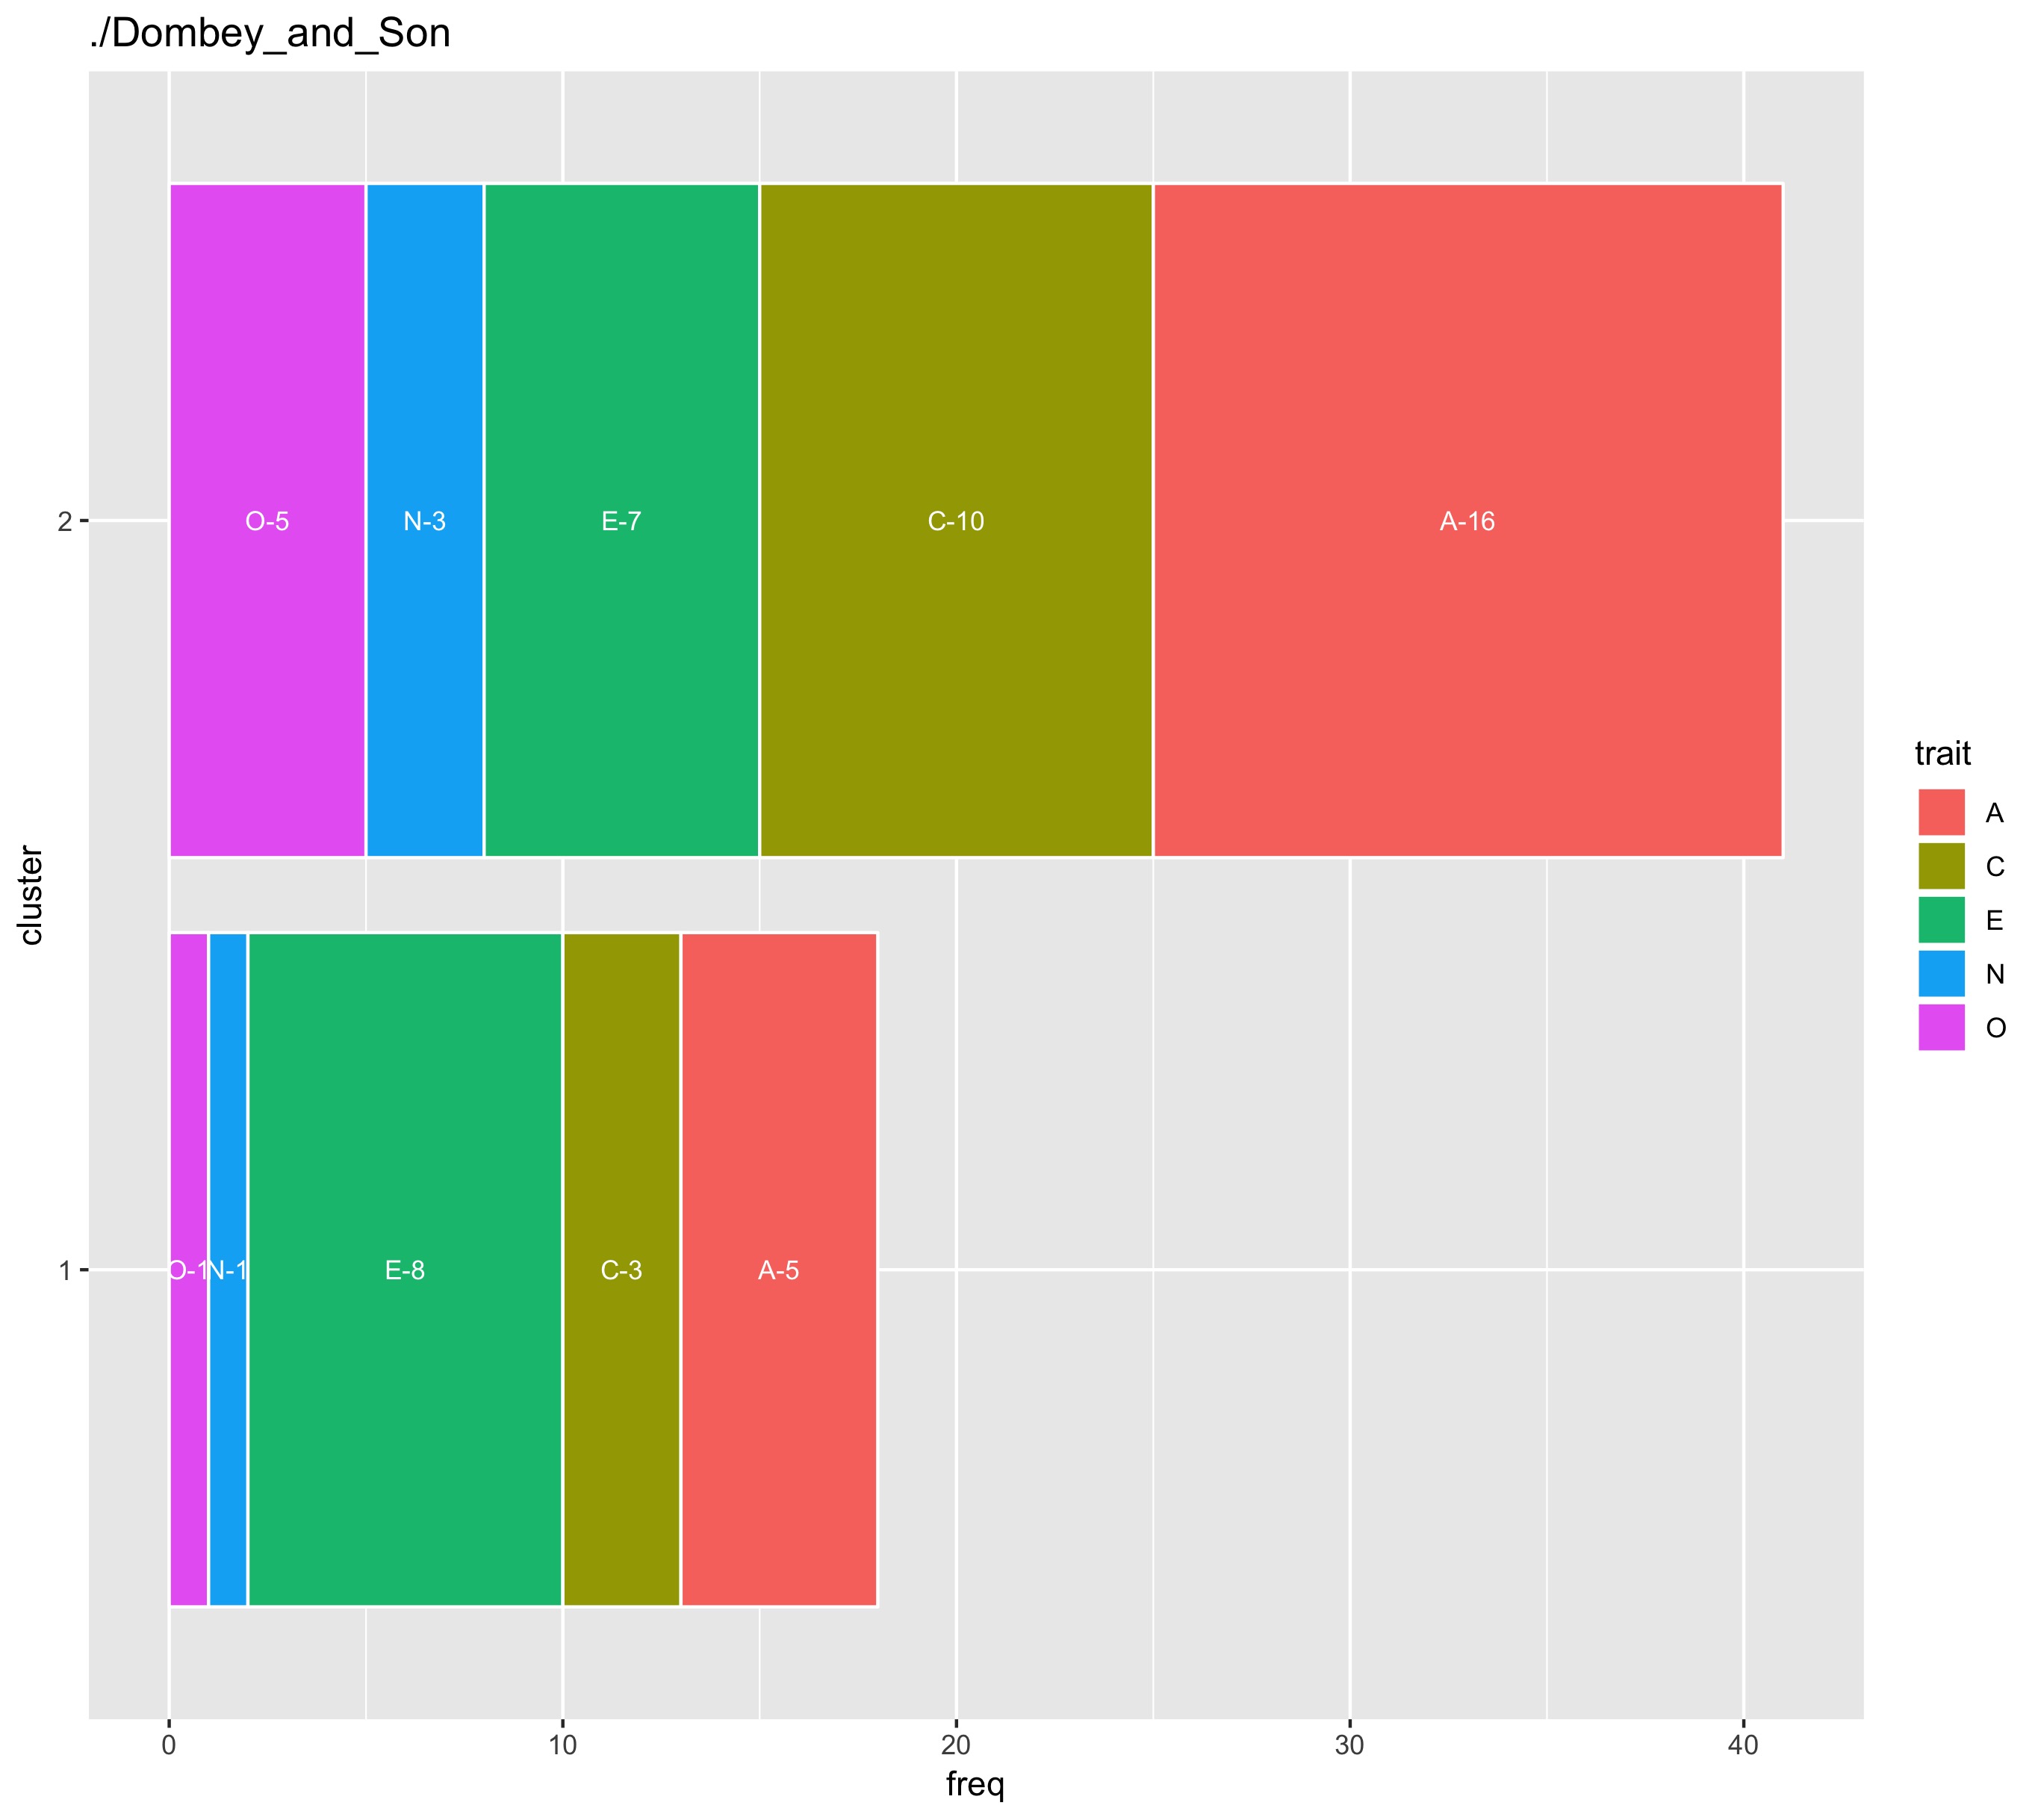 ./Dombey_and_Son
cluster
2
O-5 N-3 E-7 C-10 A-16
1
O-1 N-1 E-8 C-3 A-5
0 10 20 30 40
freq
trait
A
C
E
N
O